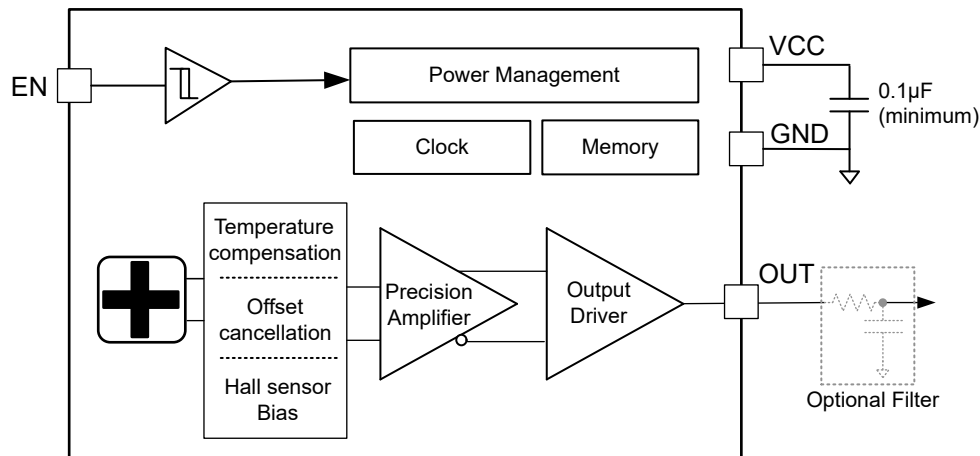 EN
Power Management
Clock
Memory
VCC
0.1µF
(minimum)
GND
Temperature
compensation
Offset
cancellation
Hall sensor
Bias
Precision
Amplifier
Output
Driver
OUT
Optional Filter